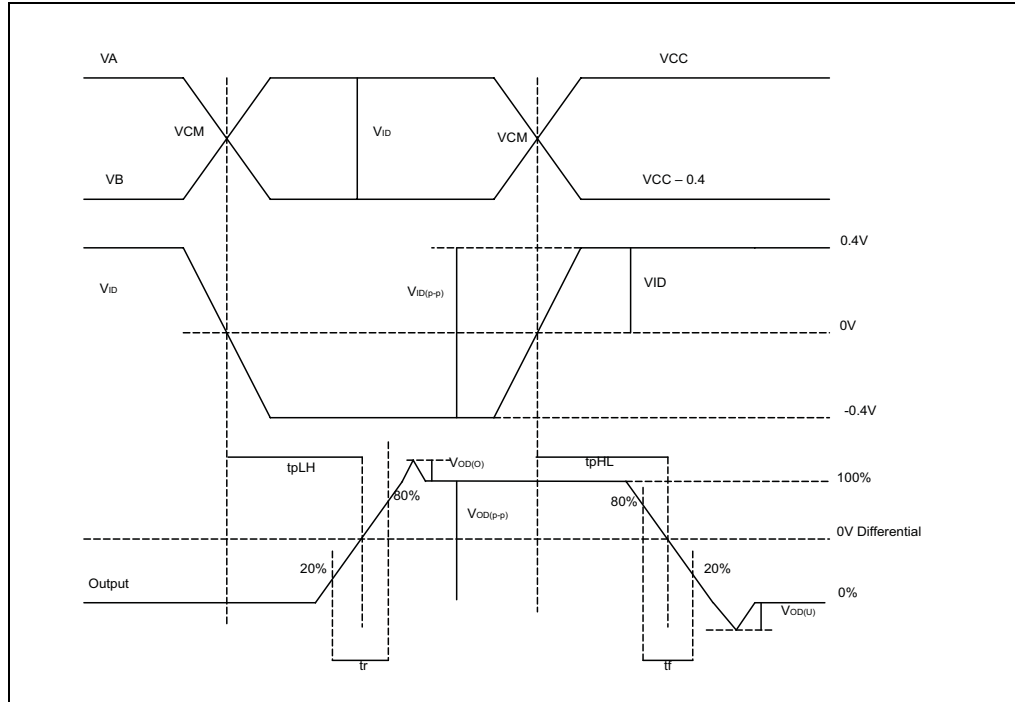 VA
VCC
VCM
VID
VCM
VB
VCC – 0.4
0.4V
VID
VID(p-p)
VID
0V
-0.4V
tpLH
VOD(O)
tpHL
100%
80%
80%
VOD(p-p)
0V Differential
20%
20%
Output
0%
VOD(U)
tr
tf